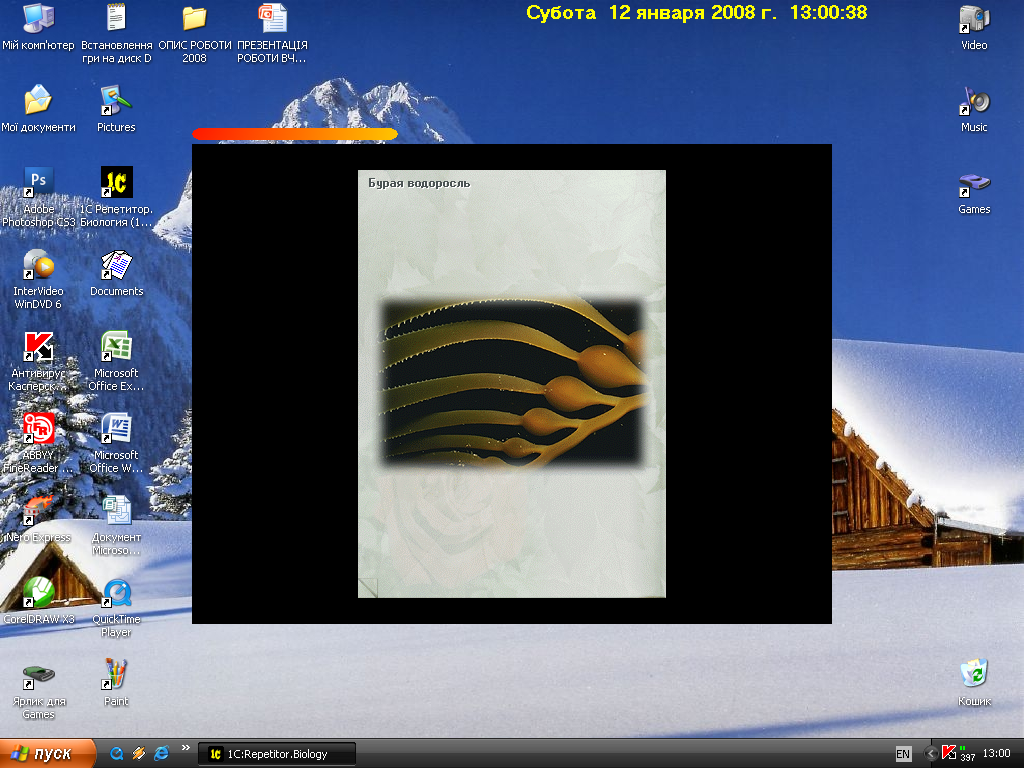 Субота 12 января 2008 г. 13:00:38
Мій комп'ютер
Встановлення
гри на диск D
ОПИС РОБОТИ
2008
ПРЕЗЕНТАЦІЯ
РОБОТИ ВЧ...
Video
Мої документи
Pictures
Music
Бурая водоросль
Ps
Adobe
Photoshop CS3
1С
1С Репетитор.
Биология (1...
Games
InterVideo
WinDVD 6
Documents
Антивирус
Касперск...
Microsoft
Office Ex...
ABBYY
FineReader ...
Microsoft
Office W...
Nero Express
Документ
Microso...
CorelDRAW X3
QuickTime
Player
Ярлик для
Games
Paint
Кошик
пуск
»
1C
1C:Repetitor.Biology
EN
397
13:00